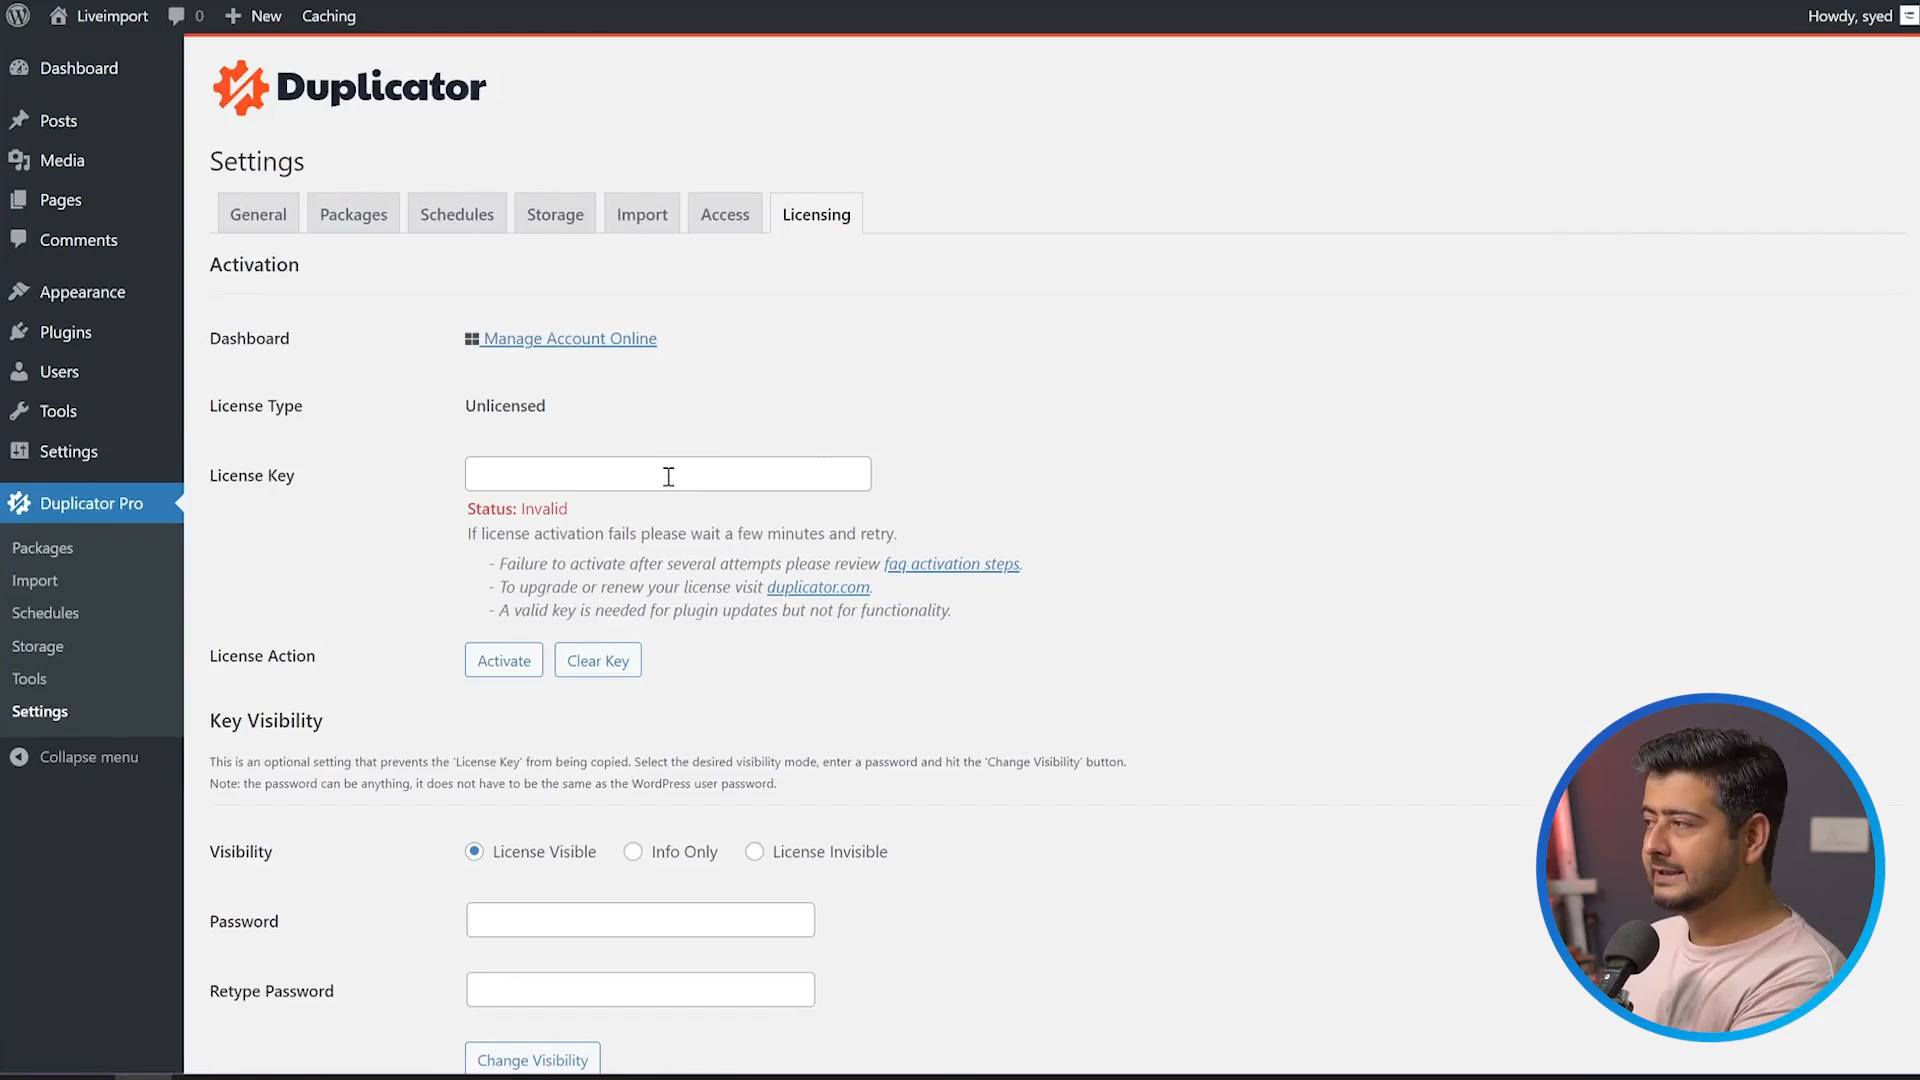 Liveimport
0
New
Caching
Howdy, syed
Dashboard
Posts
Media
Pages
Comments
Appearance
Plugins
Users
Tools
Settings
Duplicator Pro
Packages
Import
Schedules
Storage
Tools
Settings
Collapse menu
Duplicator
Settings
General
Packages
Schedules
Storage
Import
Access
Licensing
Activation
Dashboard
Manage Account Online
License Type
Unlicensed
License Key
Status: Invalid
If license activation fails please wait a few minutes and retry.
- Failure to activate after several attempts please review faq activation steps.
- To upgrade or renew your license visit duplicator.com.
- A valid key is needed for plugin updates but not for functionality.
License Action
Activate
Clear Key
Key Visibility
This is an optional setting that prevents the 'License Key' from being copied. Select the desired visibility mode, enter a password and hit the 'Change Visibility' button.
Note: the password can be anything, it does not have to be the same as the WordPress user password.
Visibility
License Visible
Info Only
License Invisible
Password
Retype Password
Change Visibility